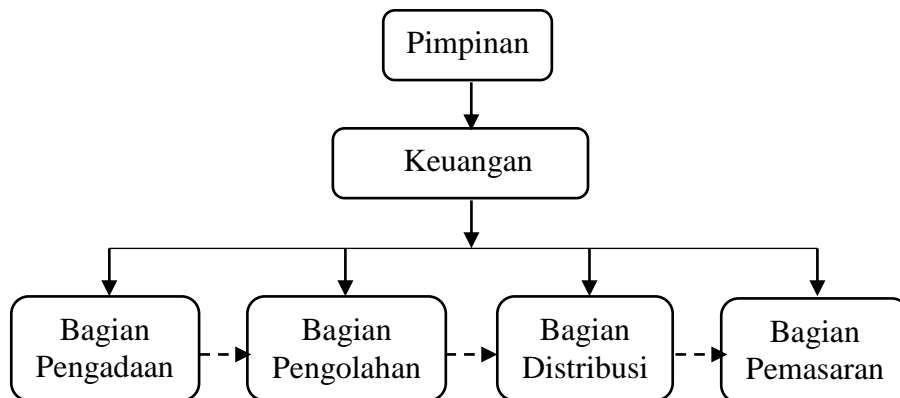 Pimpinan
Keuangan
Bagian
Pengadaan
Bagian
Pengolahan
Bagian
Distribusi
Bagian
Pemasaran